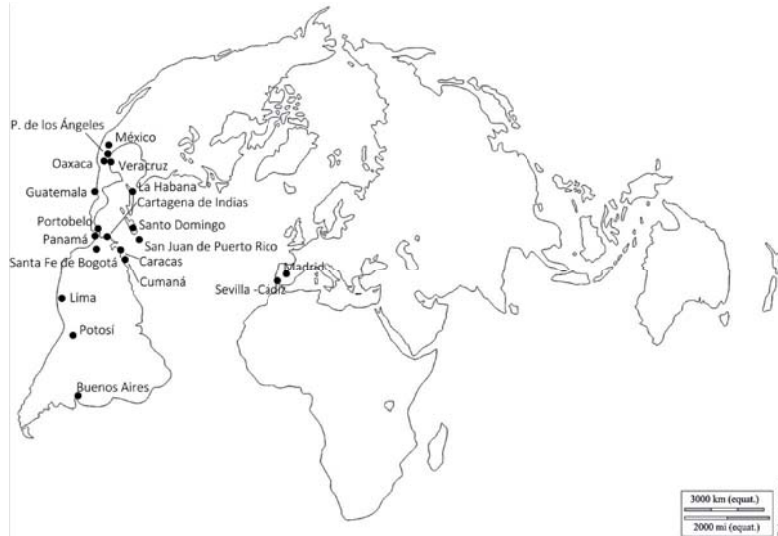 P. de los Ángeles
México
Oaxaca
Veracruz
Guatemala
La Habana
Cartagena de Indias
Portobelo
Santo Domingo
Panamá
San Juan de Puerto Rico
Santa Fe de Bogotá
Caracas
Cumaná
Madrid
Sevilla -Cádiz
Lima
Potosí
Buenos Aires
3000 km (equat.)
2000 mi (equat.)